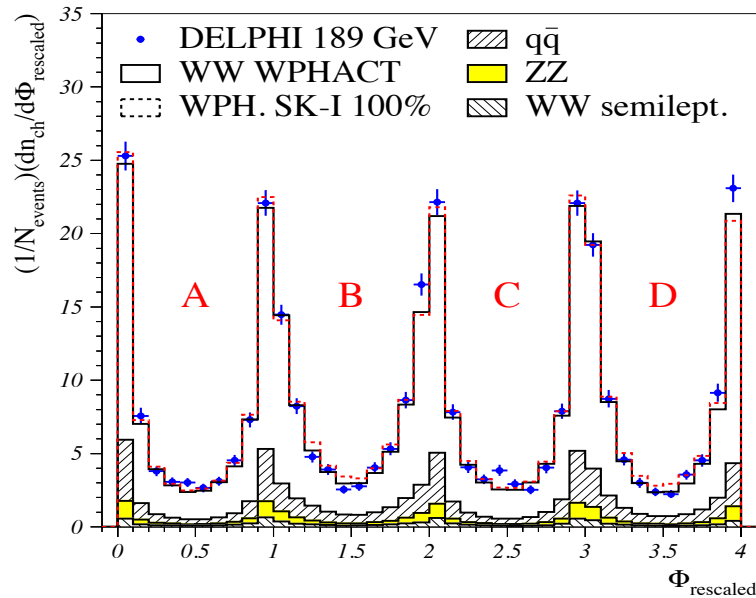 DELPHI 189 GeV
WW WPHACT
WPH. SK-I 100%
qq̄
ZZ
WW semilept.
(1/N_events)(dn_ch/dΦ_rescaled)
35
30
25
20
15
10
5
0
A
B
C
D
0
0.5
1
1.5
2
2.5
3
3.5
4
Φ_rescaled